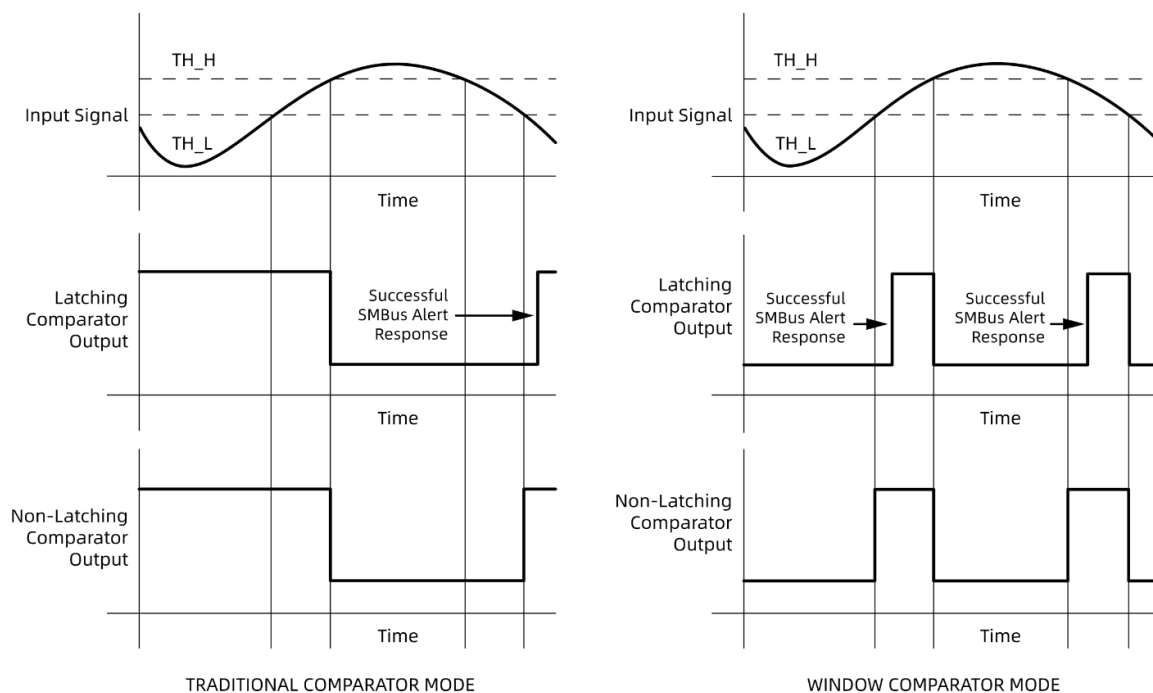 TH_H
Input Signal
TH_L
Time
Latching
Comparator
Output
Successful
SMBus Alert
Response
Time
Non-Latching
Comparator
Output
Time
TRADITIONAL COMPARATOR MODE
TH_H
Input Signal
TH_L
Time
Latching
Comparator
Output
Successful
SMBus Alert
Response
Successful
SMBus Alert
Response
Time
Non-Latching
Comparator
Output
Time
WINDOW COMPARATOR MODE